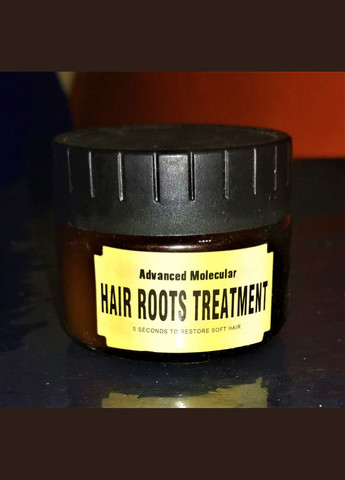 Advanced Molecular
HAIR ROOTS TREATMENT
5 SECONDS TO RESTORE SOFT HAIR